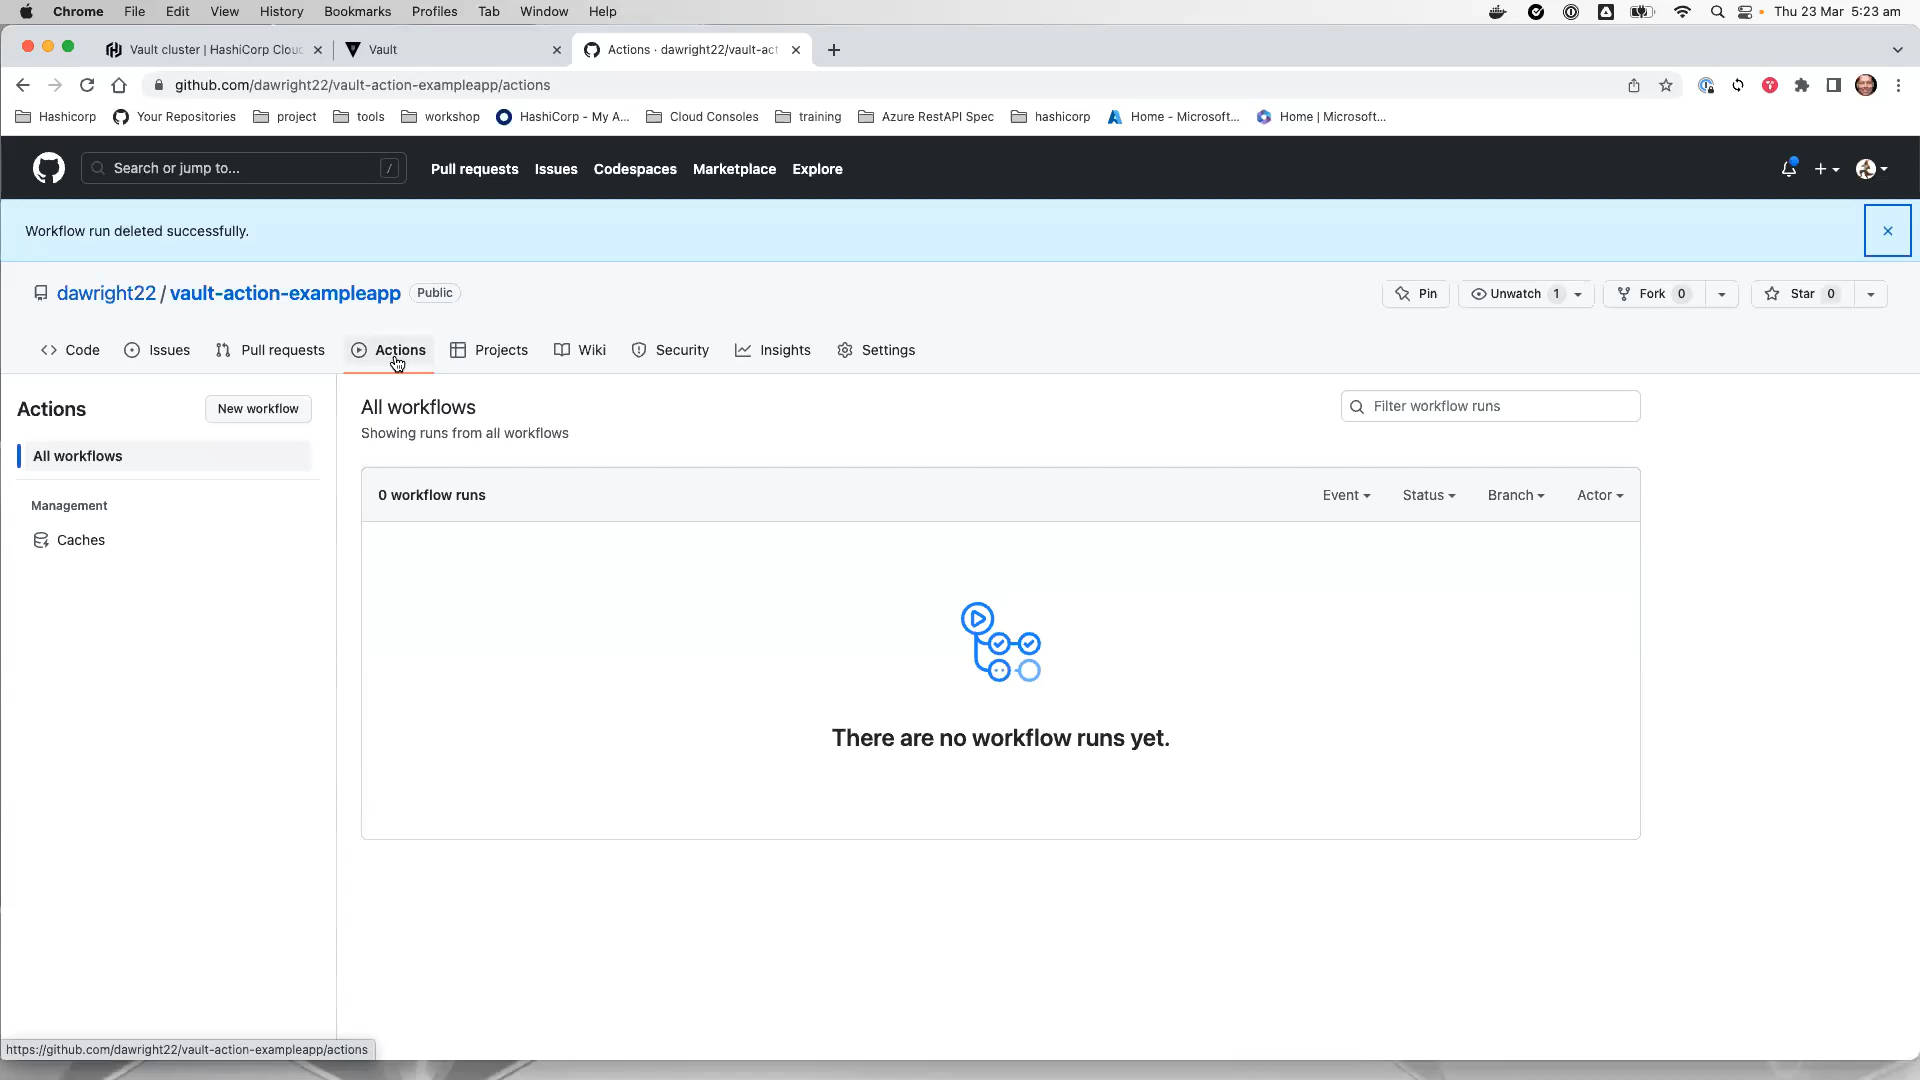 Chrome File Edit View History Bookmarks Profiles Tab Window Help Thu 23 Mar 5:23 am
Vault cluster | HashiCorp Clou Vault Actions · dawright22/vault-act
github.com/dawright22/vault-action-exampleapp/actions
Hashicorp Your Repositories project tools workshop HashiCorp - My A... Cloud Consoles training Azure RestAPI Spec hashicorp Home - Microsoft... Home | Microsoft...
Search or jump to... / Pull requests Issues Codespaces Marketplace Explore
Workflow run deleted successfully.
dawright22 / vault-action-exampleapp Public Pin Unwatch 1 Fork 0 Star 0
Code Issues Pull requests Actions Projects Wiki Security Insights Settings
Actions New workflow
All workflows
Management
Caches
All workflows
Showing runs from all workflows
Filter workflow runs
0 workflow runs Event Status Branch Actor
There are no workflow runs yet.
https://github.com/dawright22/vault-action-exampleapp/actions